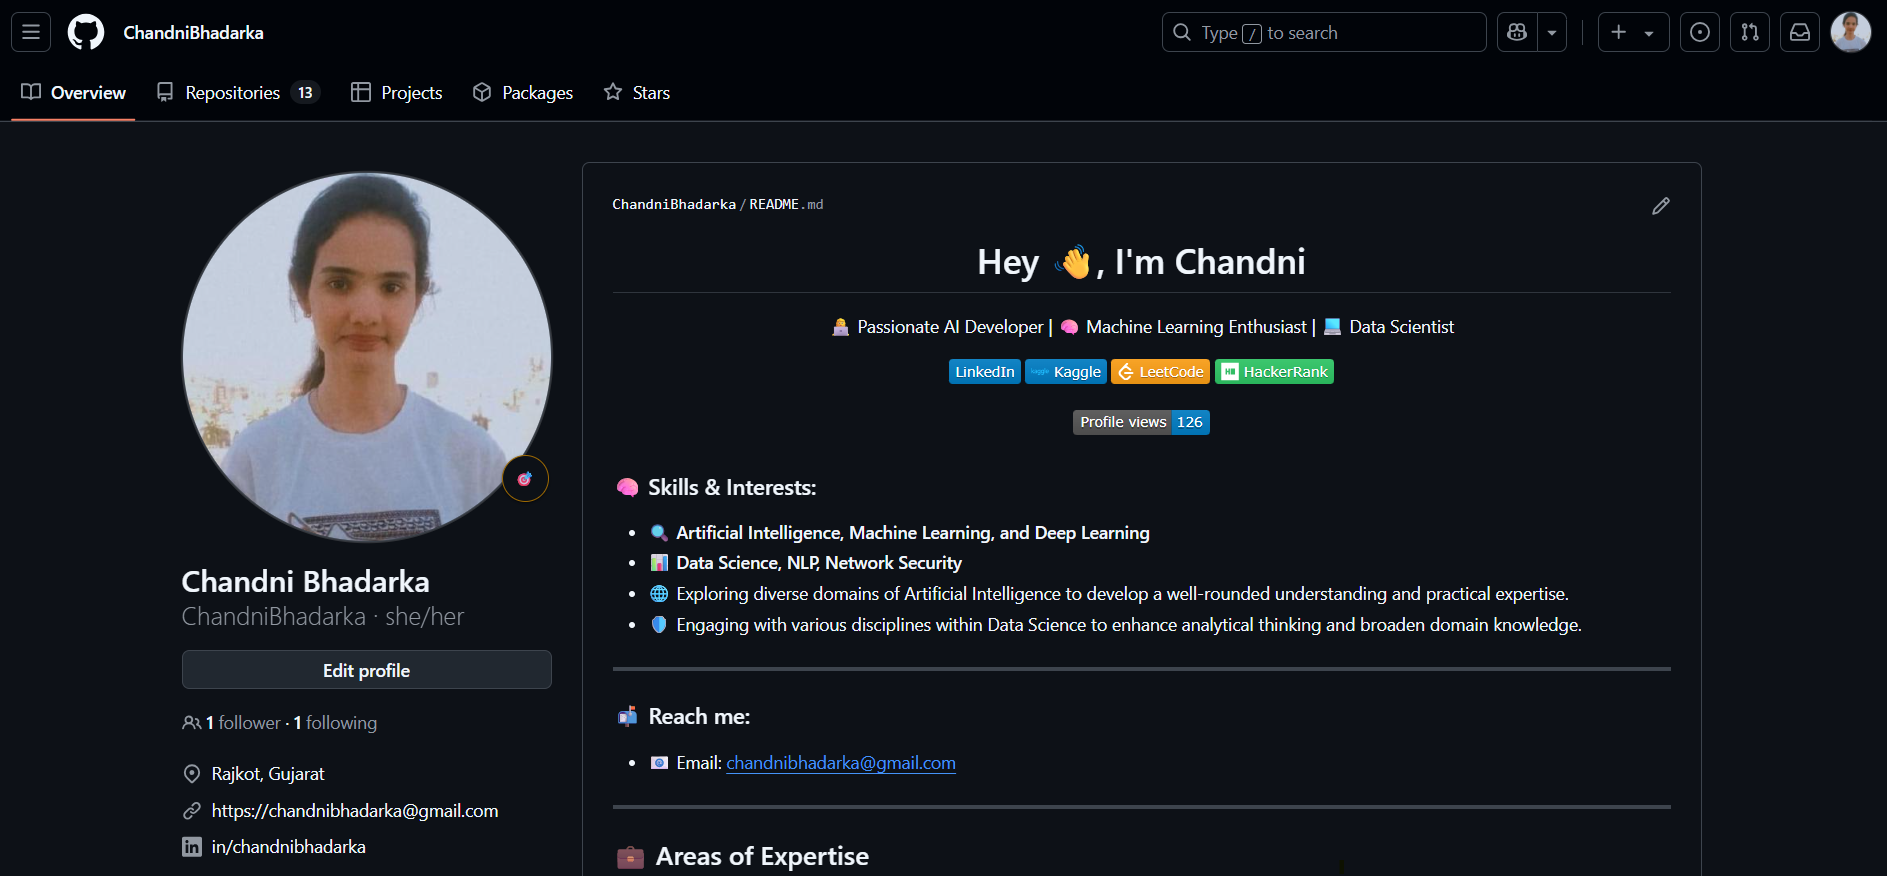 ChandniBhadarka
Type / to search
Overview
Repositories 13
Projects
Packages
Stars
Chandni Bhadarka
ChandniBhadarka · she/her
Edit profile
1 follower · 1 following
Rajkot, Gujarat
https://chandnibhadarka@gmail.com
in/chandnibhadarka
ChandniBhadarka / README.md
Hey 👋, I'm Chandni
👩‍💻 Passionate AI Developer | 🧠 Machine Learning Enthusiast | 💻 Data Scientist
LinkedIn kaggle Kaggle LeetCode HackerRank
Profile views 126
🧠 Skills & Interests:
• 🔍 Artificial Intelligence, Machine Learning, and Deep Learning
• 📊 Data Science, NLP, Network Security
• 🌐 Exploring diverse domains of Artificial Intelligence to develop a well-rounded understanding and practical expertise.
• 🛡️ Engaging with various disciplines within Data Science to enhance analytical thinking and broaden domain knowledge.
📬 Reach me:
• 📧 Email: chandnibhadarka@gmail.com
💼 Areas of Expertise